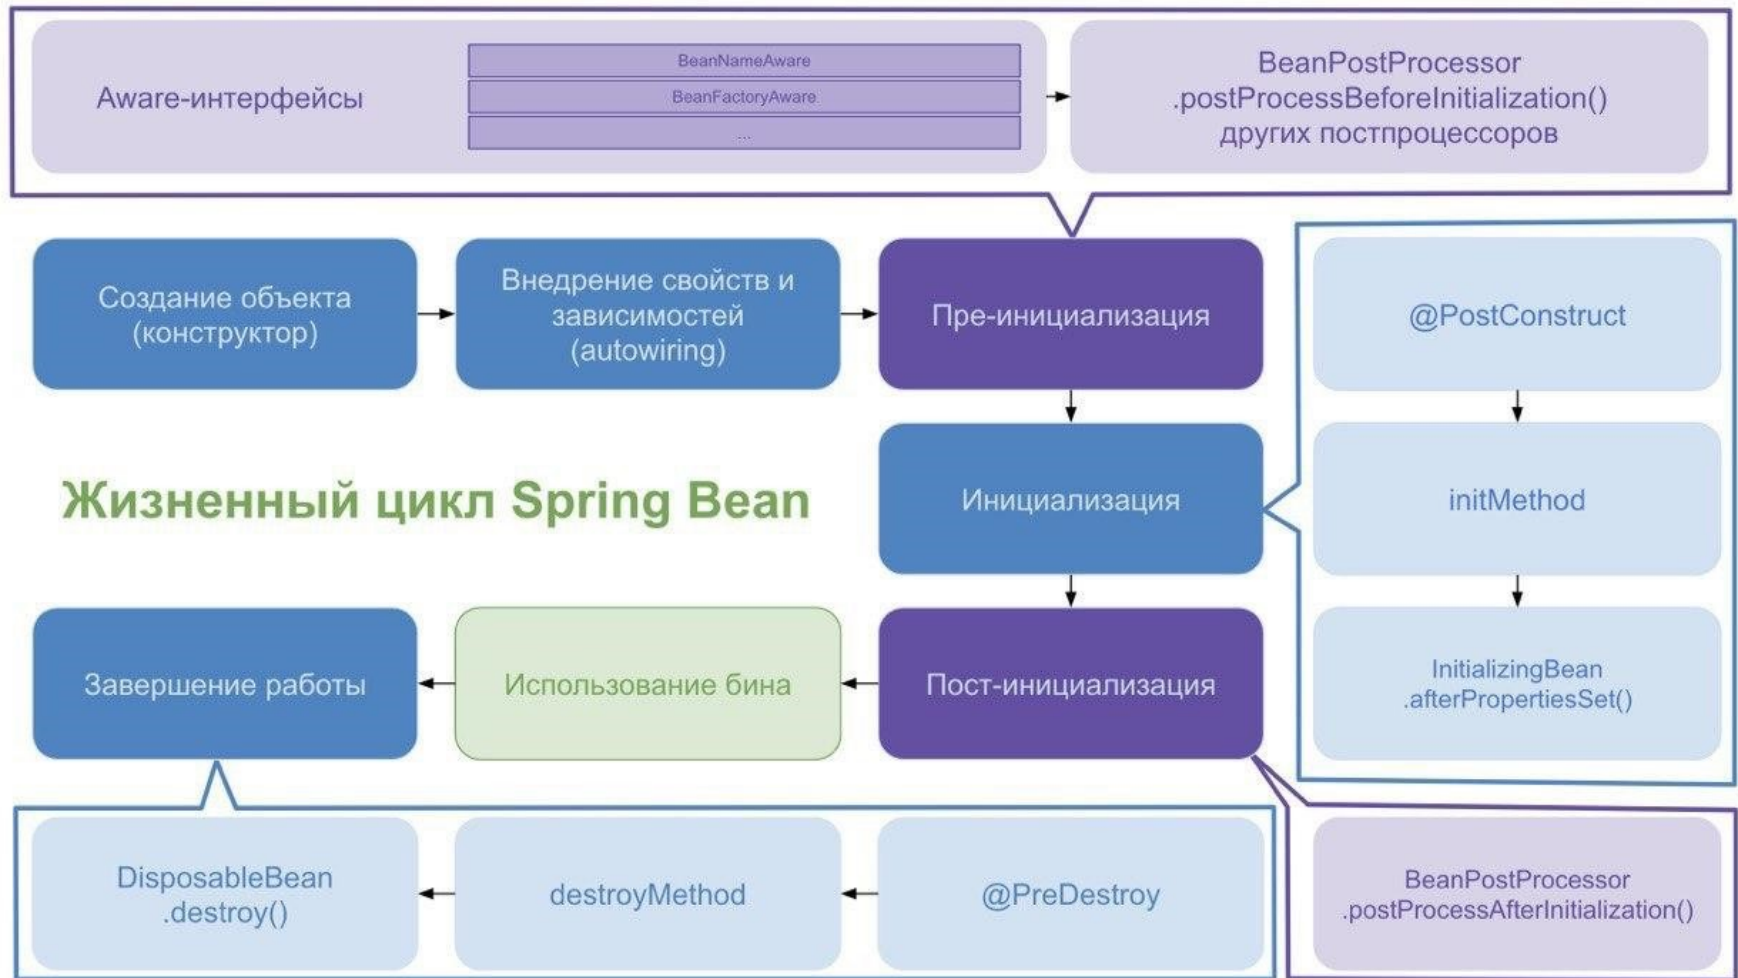 Aware-интерфейсы
BeanNameAware
BeanFactoryAware
...
BeanPostProcessor
.postProcessBeforeInitialization()
других постпроцессоров
Создание объекта
(конструктор)
Внедрение свойств и
зависимостей
(autowiring)
Пре-инициализация
@PostConstruct
Жизненный цикл Spring Bean
Инициализация
initMethod
Завершение работы
Использование бина
Пост-инициализация
InitializingBean
.afterPropertiesSet()
DisposableBean
.destroy()
destroyMethod
@PreDestroy
BeanPostProcessor
.postProcessAfterInitialization()